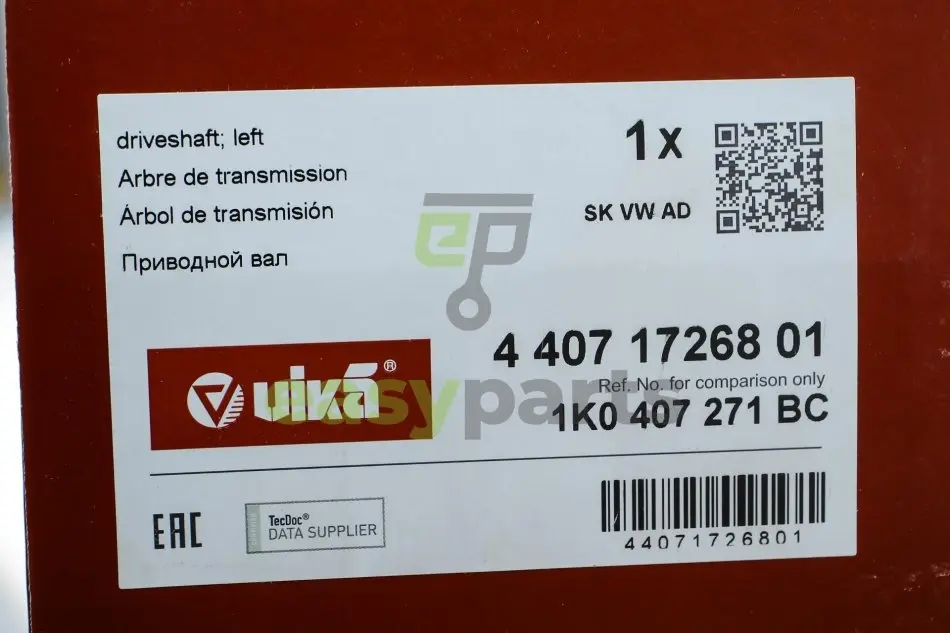 driveshaft; left
Arbre de transmission
Árbol de transmisión
Приводной вал
1 x
SK VW AD
ep
4 407 17268 01
Ref. No. for comparison only
1K0 407 271 BC
vika®
easyparts
EAC
TecDoc®
DATA SUPPLIER
44071726801